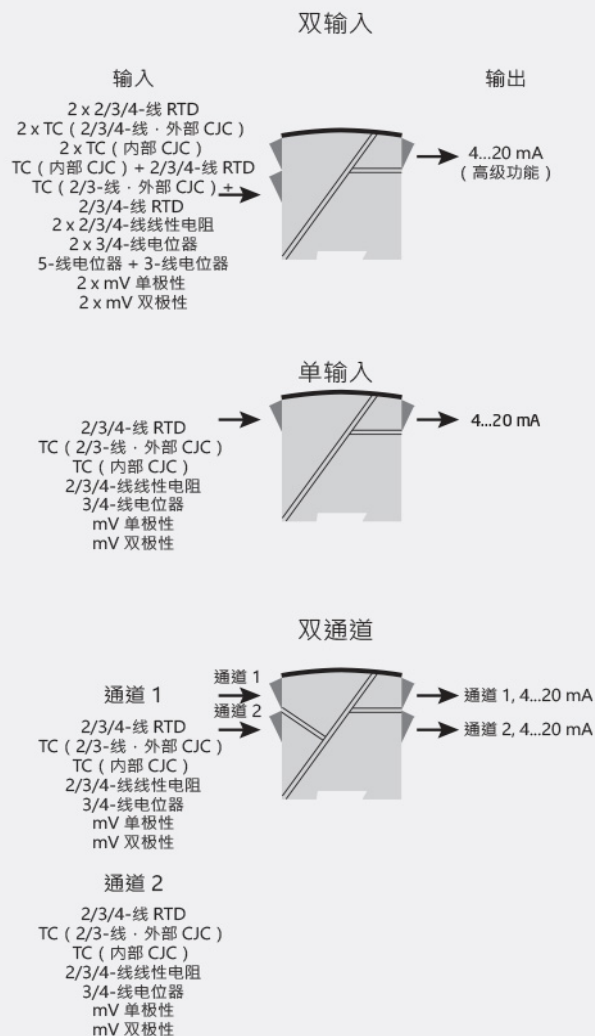 双输入
输入
输出
2 x 2/3/4-线 RTD
2 x TC ( 2/3/4-线 · 外部 CJC )
2 x TC ( 内部 CJC )
TC ( 内部 CJC ) + 2/3/4-线 RTD
TC ( 2/3-线 · 外部 CJC ) +
2/3/4-线 RTD
2 x 2/3/4-线线性电阻
2 x 3/4-线电位器
5-线电位器 + 3-线电位器
2 x mV 单极性
2 x mV 双极性
4...20 mA
( 高级功能 )
单输入
2/3/4-线 RTD
TC ( 2/3-线 · 外部 CJC )
TC ( 内部 CJC )
2/3/4-线线性电阻
3/4-线电位器
mV 单极性
mV 双极性
4...20 mA
双通道
通道 1
通道 2
通道 1, 4...20 mA
通道 2, 4...20 mA
通道 1
2/3/4-线 RTD
TC ( 2/3-线 · 外部 CJC )
TC ( 内部 CJC )
2/3/4-线线性电阻
3/4-线电位器
mV 单极性
mV 双极性
通道 2
2/3/4-线 RTD
TC ( 2/3-线 · 外部 CJC )
TC ( 内部 CJC )
2/3/4-线线性电阻
3/4-线电位器
mV 单极性
mV 双极性